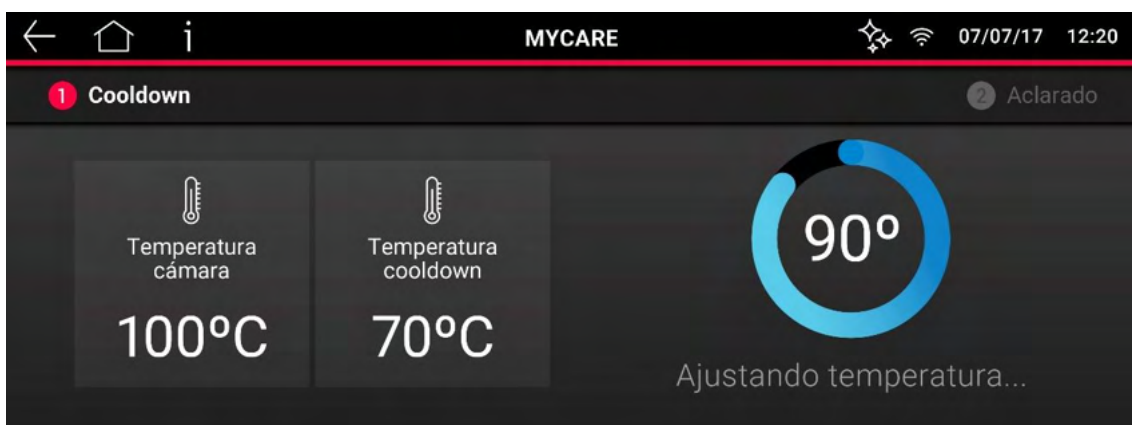 i
MYCARE
07/07/17 12:20
1 Cooldown
2 Aclarado
Temperatura
cámara
100ºC
Temperatura
cooldown
70ºC
90º
Ajustando temperatura...